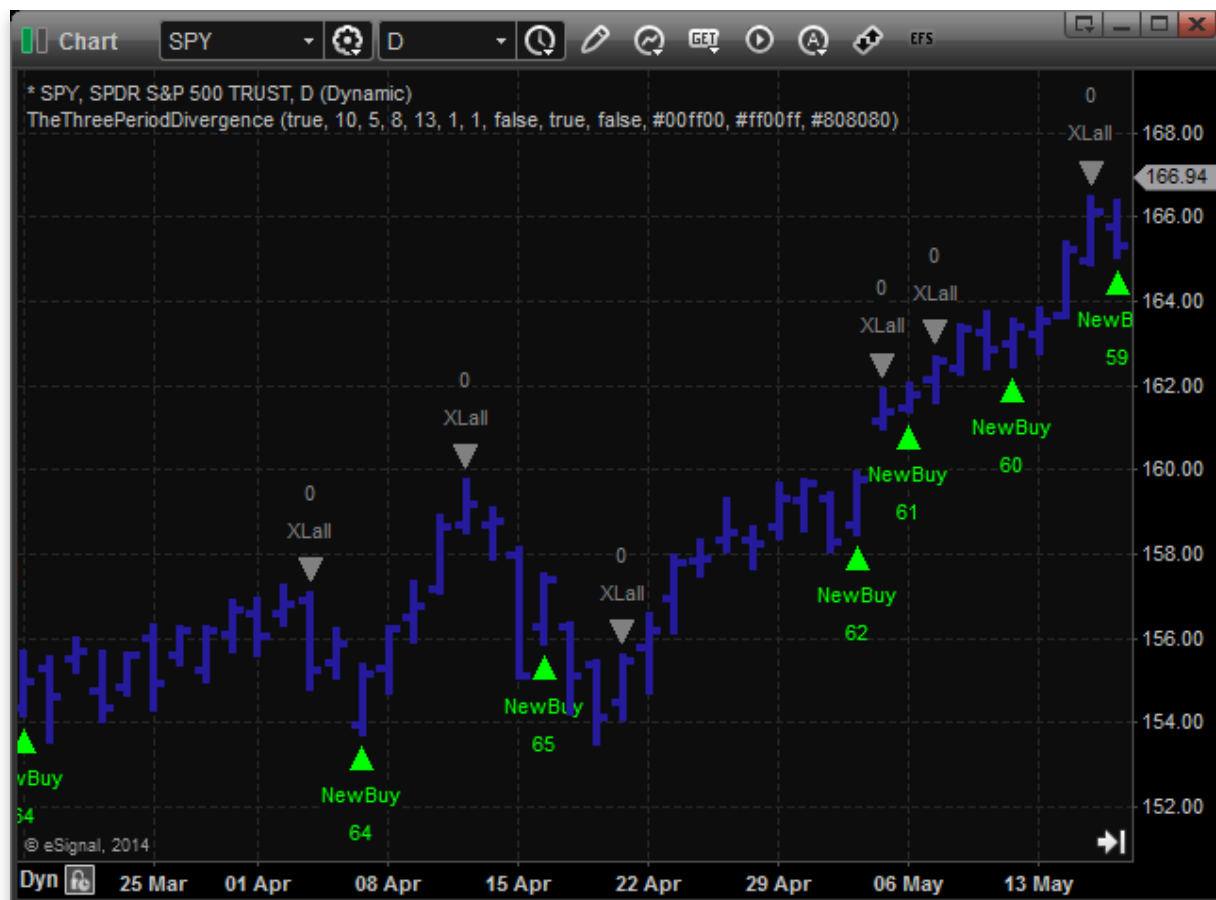 Chart SPY D GET A EFS
* SPY, SPDR S&P 500 TRUST, D (Dynamic)
TheThreePeriodDivergence (true, 10, 5, 8, 13, 1, 1, false, true, false, #00ff00, #ff00ff, #808080)
0
XLall
168.00
166.94
166.00
0
XLall
0
XLall
164.00
NewB
59
162.00
0
XLall
NewBuy
60
160.00
NewBuy
61
0
XLall
158.00
0
XLall
NewBuy
62
156.00
NewBuy
65
154.00
wBuy
64
NewBuy
64
152.00
© eSignal, 2014
Dyn 25 Mar 01 Apr 08 Apr 15 Apr 22 Apr 29 Apr 06 May 13 May